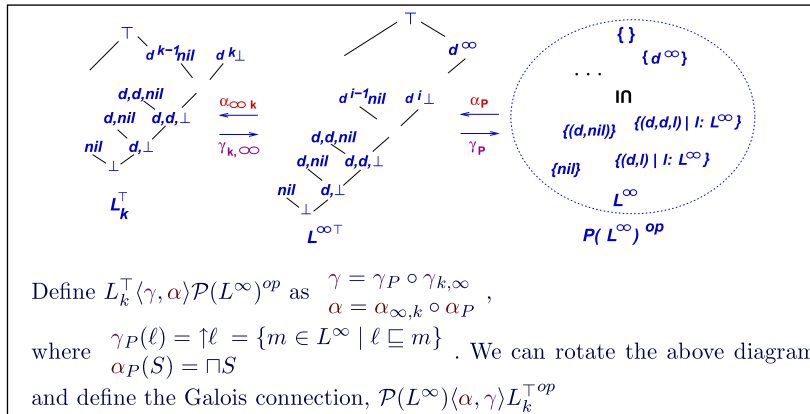 ⊤ ⊤ { }
d^{k−1}nil d^k⊥ d^∞ {d^∞}
. . .
d,d,nil α_{∞ k} d^{i−1}nil d^i⊥ α_P ⊆
d,nil d,d,⊥ γ_{k,∞} d,d,nil γ_P {(d,nil)} {(d,d,l) | l: L^∞}
nil d,⊥ d,nil d,d,⊥ {nil} {(d,l) | l: L^∞}
⊥ nil d,⊥ L^∞
L_k^⊤ ⊥ L^{∞⊤} P( L^∞)^{op}
Define L_k^⊤⟨γ, α⟩𝒫(L^∞)^{op} as γ = γ_P ∘ γ_{k,∞}
α = α_{∞,k} ∘ α_P ,
where γ_P(ℓ) = ↑ℓ = {m ∈ L^∞ | ℓ ⊑ m}
α_P(S) = ⊓S . We can rotate the above diagram
and define the Galois connection, 𝒫(L^∞)⟨α, γ⟩L_k^{⊤op}